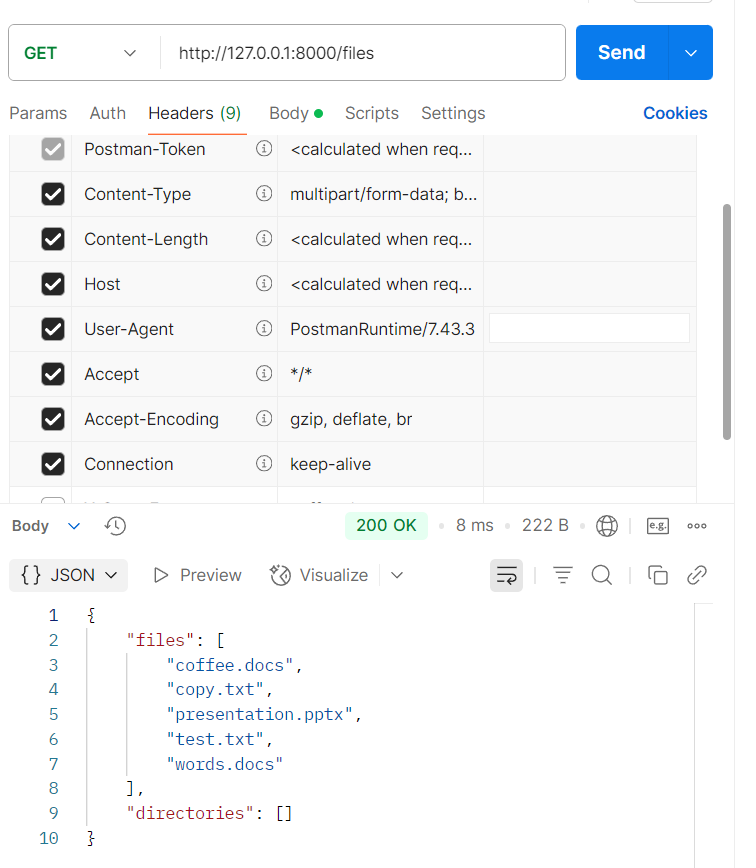 GET http://127.0.0.1:8000/files Send
Params Auth Headers (9) Body Scripts Settings Cookies
Postman-Token <calculated when req...
Content-Type multipart/form-data; b...
Content-Length <calculated when req...
Host <calculated when req...
User-Agent PostmanRuntime/7.43.3
Accept */*
Accept-Encoding gzip, deflate, br
Connection keep-alive
Body 200 OK 8 ms 222 B e.g.
{} JSON Preview Visualize
1 {
2 "files": [
3 "coffee.docs",
4 "copy.txt",
5 "presentation.pptx",
6 "test.txt",
7 "words.docs"
8 ],
9 "directories": []
10 }